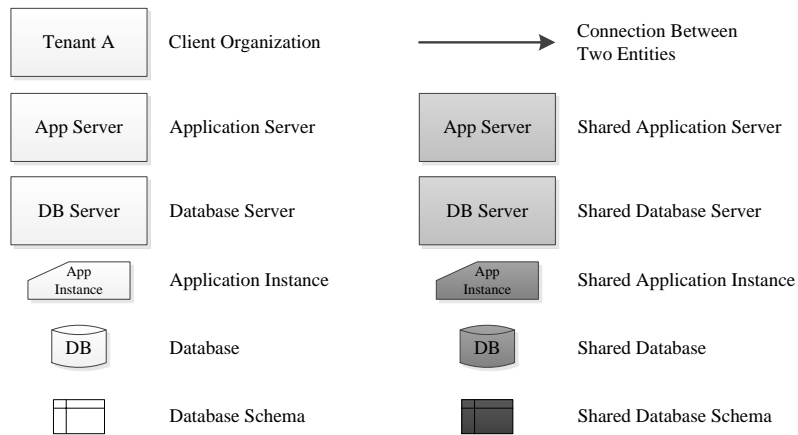 Tenant A
Client Organization
Connection Between
Two Entities
App Server
Application Server
App Server
Shared Application Server
DB Server
Database Server
DB Server
Shared Database Server
App
Instance
Application Instance
App
Instance
Shared Application Instance
DB
Database
DB
Shared Database
Database Schema
Shared Database Schema